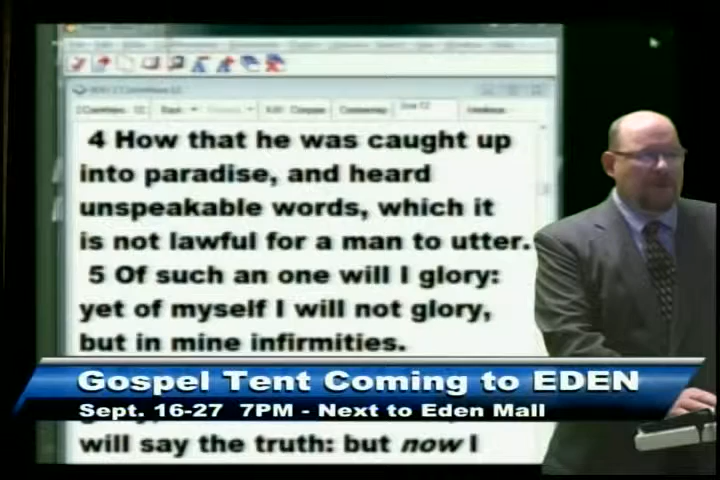 4 How that he was caught up
into paradise, and heard
unspeakable words, which it
is not lawful for a man to utter.
5 Of such an one will I glory:
yet of myself I will not glory,
but in mine infirmities.
Gospel Tent Coming to EDEN
Sept. 16-27 7PM - Next to Eden Mall
will say the truth: but now I